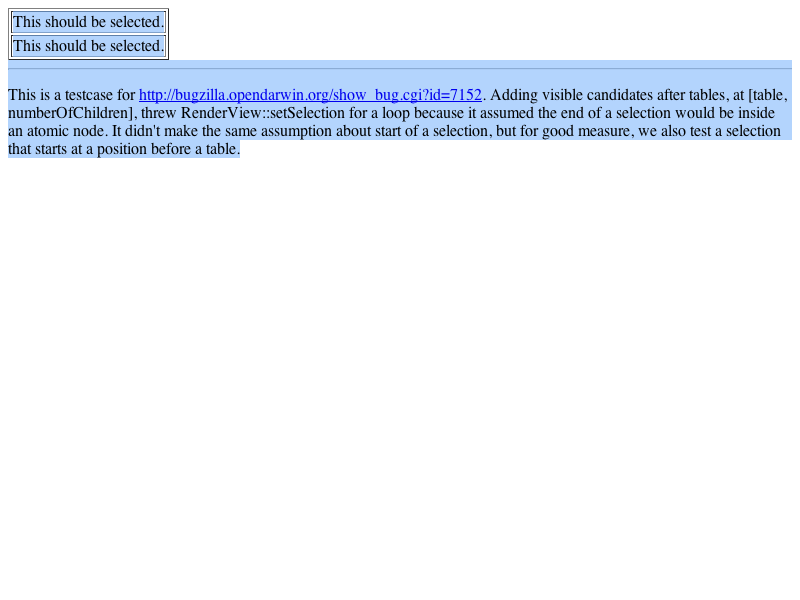 This should be selected.
This should be selected.
This is a testcase for http://bugzilla.opendarwin.org/show_bug.cgi?id=7152. Adding visible candidates after tables, at [table,
numberOfChildren], threw RenderView::setSelection for a loop because it assumed the end of a selection would be inside
an atomic node. It didn't make the same assumption about start of a selection, but for good measure, we also test a selection
that starts at a position before a table.